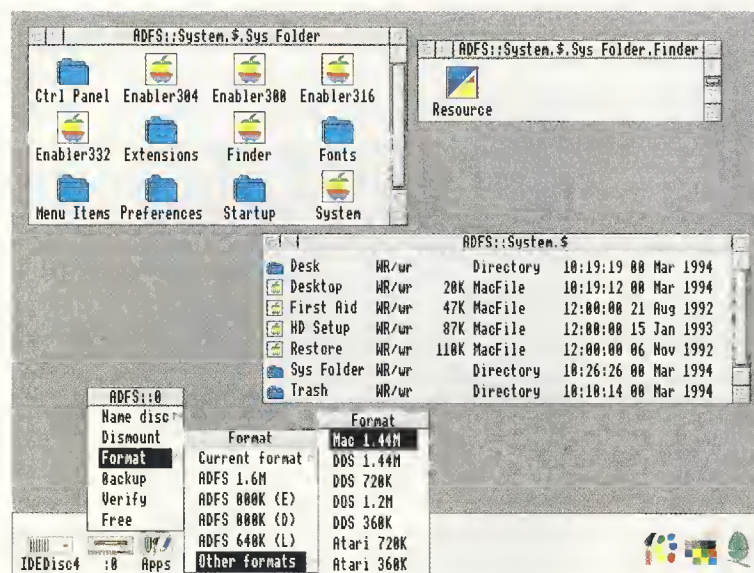 ADFS::System.$.Sys Folder
Ctrl Panel Enabler304 Enabler300 Enabler316
Enabler332 Extensions Finder Fonts
Menu Items Preferences Startup System
ADFS::System.$.Sys Folder.Finder
Resource
ADFS::System.$
Desk WR/wr Directory 10:19:19 08 Mar 1994
Desktop WR/wr 20K MacFile 10:19:12 08 Mar 1994
First Aid WR/wr 47K MacFile 12:00:00 21 Aug 1992
HD Setup WR/wr 87K MacFile 12:00:00 15 Jan 1993
Restore WR/wr 110K MacFile 12:00:00 06 Nov 1992
Sys Folder WR/wr Directory 10:26:26 08 Mar 1994
Trash WR/wr Directory 10:18:14 08 Mar 1994
ADFS::0
Name disc
Dismount
Format
Backup
Verify
Free
Format
Current format
ADFS 1.6M
ADFS 800K (E)
ADFS 800K (D)
ADFS 640K (L)
Other formats
Format
Mac 1.44M
DOS 1.44M
DOS 720K
DOS 1.2M
DOS 360K
Atari 720K
Atari 360K
IDEDisc4 :0 Apps